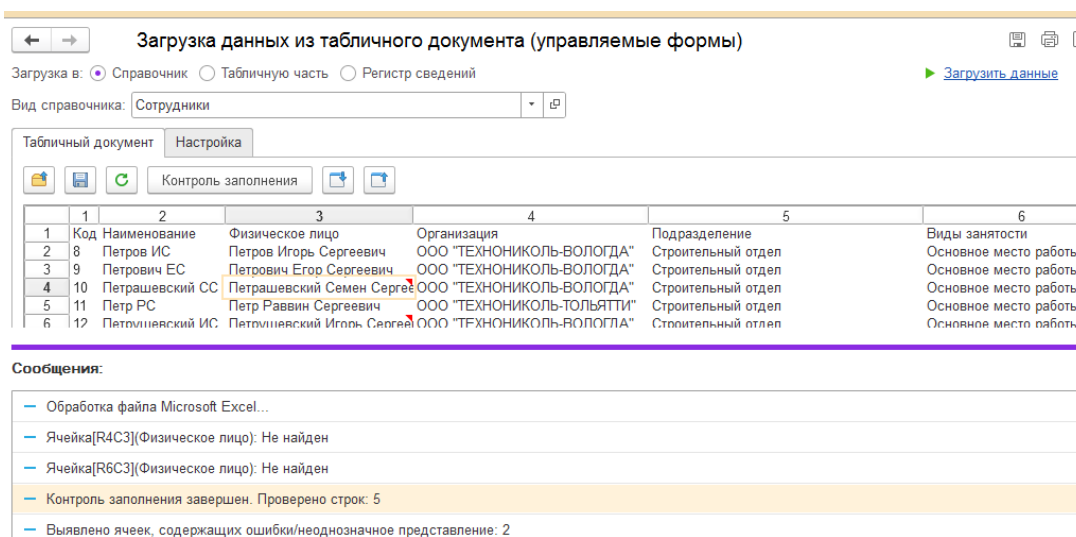 Загрузка данных из табличного документа (управляемые формы)
Загрузка в: Справочник Табличную часть Регистр сведений Загрузить данные
Вид справочника: Сотрудники
Табличный документ Настройка
Контроль заполнения
1 2 3 4 5 6
1 Код Наименование Физическое лицо Организация Подразделение Виды занятости
2 8 Петров ИС Петров Игорь Сергеевич ООО "ТЕХНОНИКОЛЬ-ВОЛОГДА" Строительный отдел Основное место работы
3 9 Петрович ЕС Петрович Егор Сергеевич ООО "ТЕХНОНИКОЛЬ-ВОЛОГДА" Строительный отдел Основное место работы
4 10 Петрашевский СС Петрашевский Семен Сергее ООО "ТЕХНОНИКОЛЬ-ВОЛОГДА" Строительный отдел Основное место работы
5 11 Петр РС Петр Раввин Сергеевич ООО "ТЕХНОНИКОЛЬ-ТОЛЬЯТТИ" Строительный отдел Основное место работы
6 12 Петрушевский ИС Петрушевский Игорь Сергее ООО "ТЕХНОНИКОЛЬ-ВОЛОГДА" Строительный отдел Основное место работы
Сообщения:
Обработка файла Microsoft Excel...
Ячейка[R4C3](Физическое лицо): Не найден
Ячейка[R6C3](Физическое лицо): Не найден
Контроль заполнения завершен. Проверено строк: 5
Выявлено ячеек, содержащих ошибки/неоднозначное представление: 2